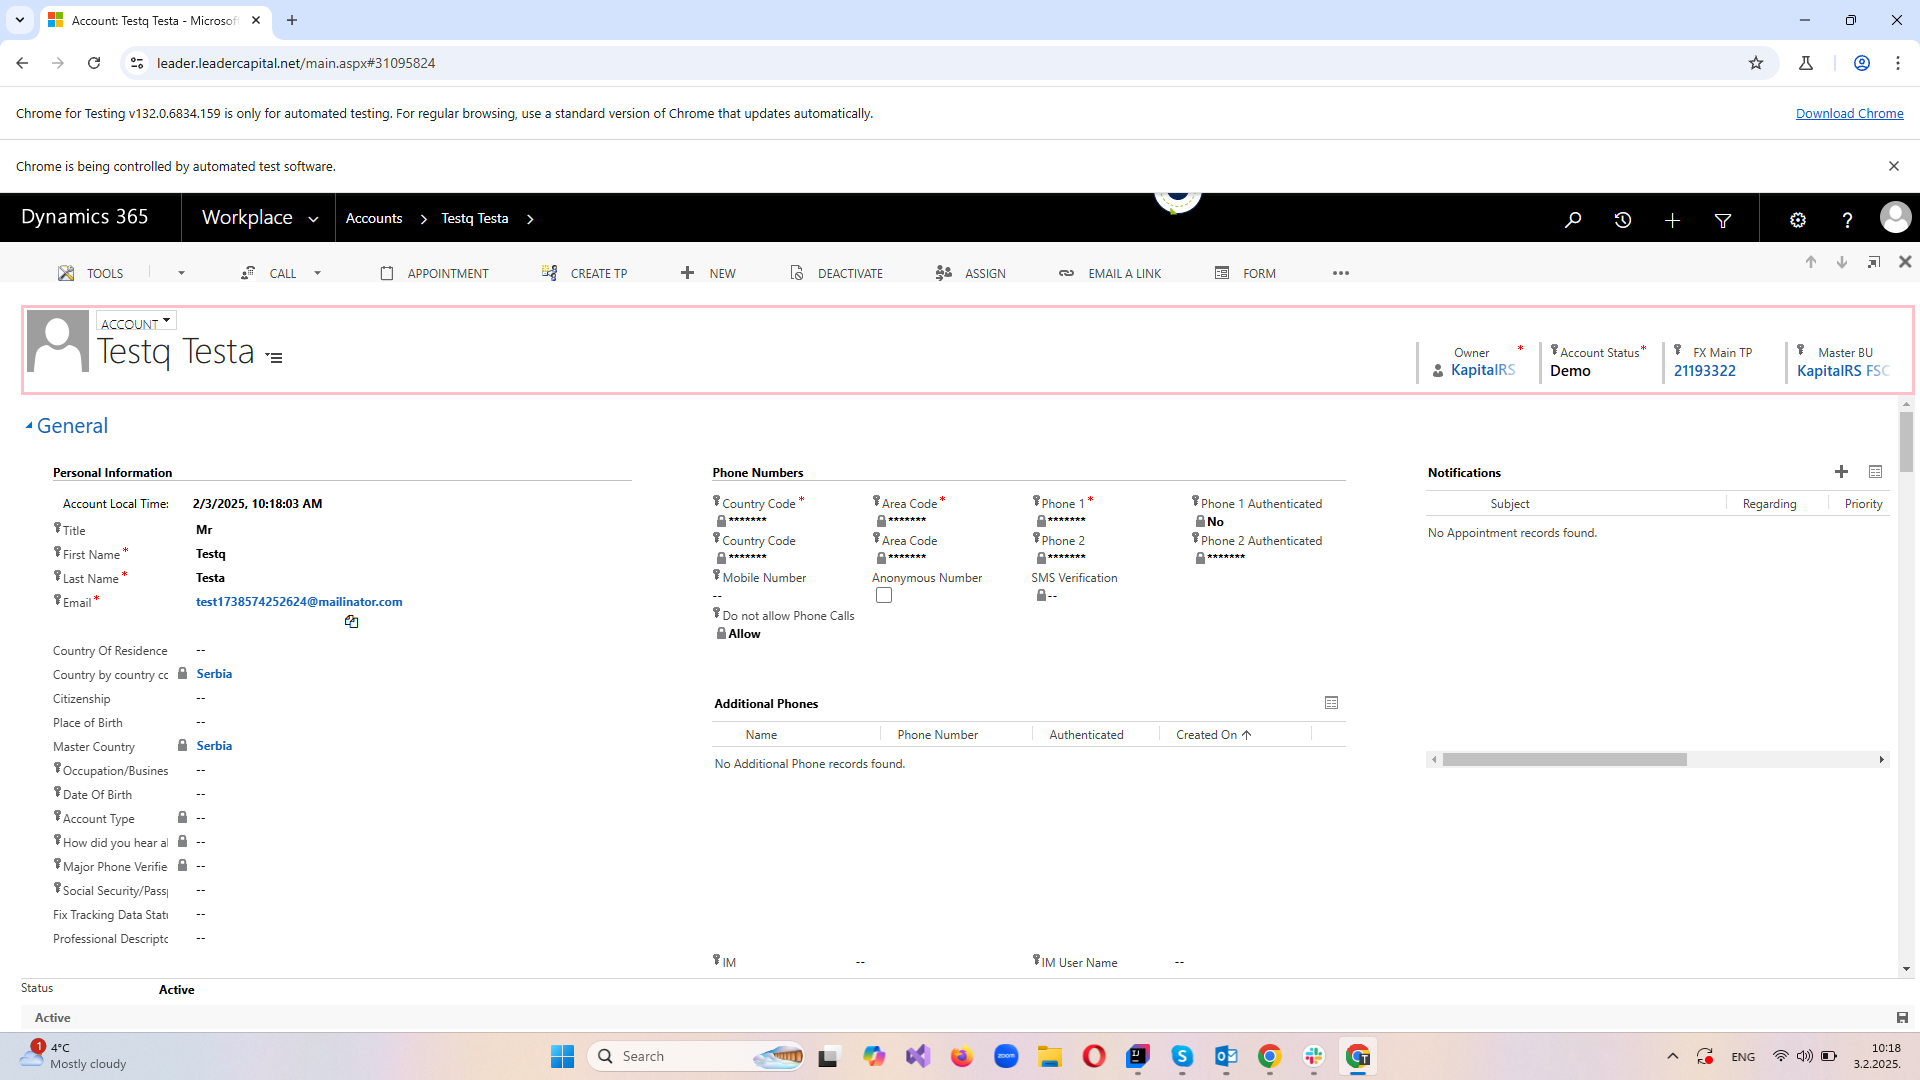 Account: Testq Testa - Microsof
leader.leadercapital.net/main.aspx#31095824
Chrome for Testing v132.0.6834.159 is only for automated testing. For regular browsing, use a standard version of Chrome that updates automatically.
Download Chrome
Chrome is being controlled by automated test software.
Dynamics 365
Workplace
Accounts
Testq Testa
TOOLS
CALL
APPOINTMENT
CREATE TP
NEW
DEACTIVATE
ASSIGN
EMAIL A LINK
FORM
ACCOUNT
Testq Testa
Owner *
KapitalRS
Account Status *
Demo
FX Main TP
21193322
Master BU
KapitalRS FSC
General
Personal Information
Account Local Time: 2/3/2025, 10:18:03 AM
Title Mr
First Name * Testq
Last Name * Testa
Email * test1738574252624@mailinator.com
Country Of Residence --
Country by country cc Serbia
Citizenship --
Place of Birth --
Master Country Serbia
Occupation/Busines --
Date Of Birth --
Account Type --
How did you hear al --
Major Phone Verifie --
Social Security/Passp --
Fix Tracking Data Statu --
Professional Descripto --
Phone Numbers
Country Code * Area Code * Phone 1 * Phone 1 Authenticated
******* ******* ******* No
Country Code Area Code Phone 2 Phone 2 Authenticated
******* ******* ******* *******
Mobile Number Anonymous Number SMS Verification
-- --
Do not allow Phone Calls
Allow
Additional Phones
Name Phone Number Authenticated Created On
No Additional Phone records found.
IM -- IM User Name --
Notifications
Subject Regarding Priority
No Appointment records found.
Status Active
Active
1
4°C
Mostly cloudy
Search
zoom
ENG
10:18
3.2.2025.